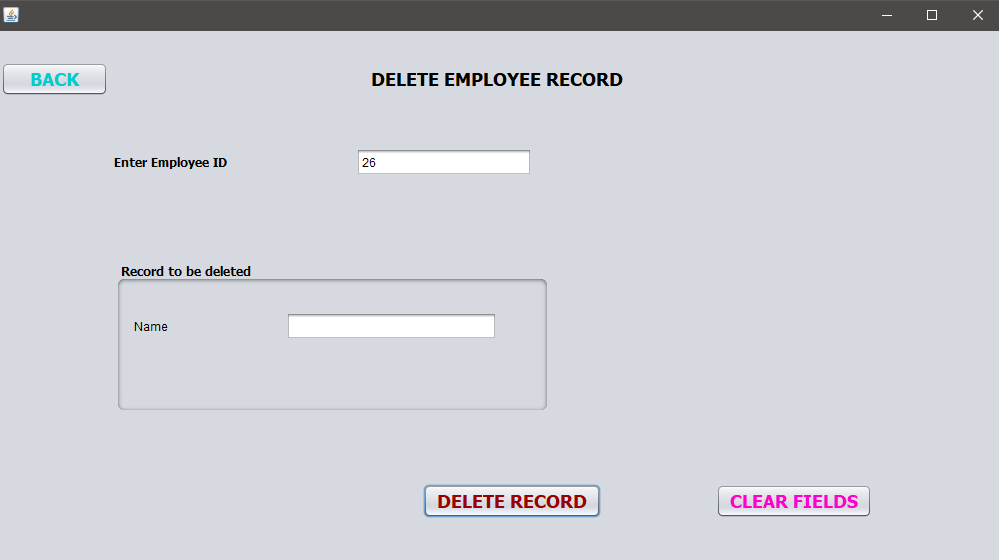 BACK
DELETE EMPLOYEE RECORD
Enter Employee ID
26
Record to be deleted
Name
DELETE RECORD
CLEAR FIELDS